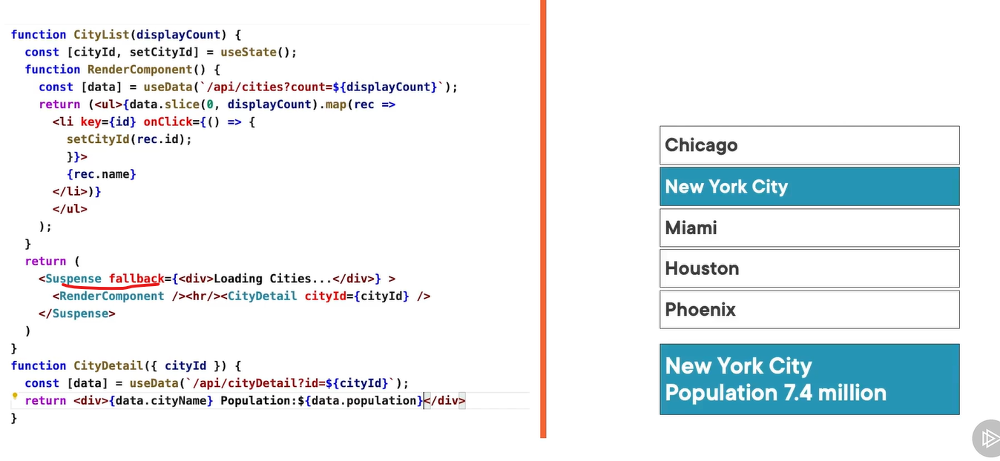 function CityList(displayCount) {
const [cityId, setCityId] = useState();
function RenderComponent() {
const [data] = useData(`/api/cities?count=${displayCount}`);
return (<ul>{data.slice(0, displayCount).map(rec =>
<li key={id} onClick={() => {
setCityId(rec.id);
}}>
{rec.name}
</li>)}
</ul>
);
}
return (
<Suspense fallback={<div>Loading Cities...</div>} >
<RenderComponent /><hr/><CityDetail cityId={cityId} />
</Suspense>
)
}
function CityDetail({ cityId }) {
const [data] = useData(`/api/cityDetail?id=${cityId}`);
return <div>{data.cityName} Population:${data.population}</div>
}
Chicago
New York City
Miami
Houston
Phoenix
New York City
Population 7.4 million